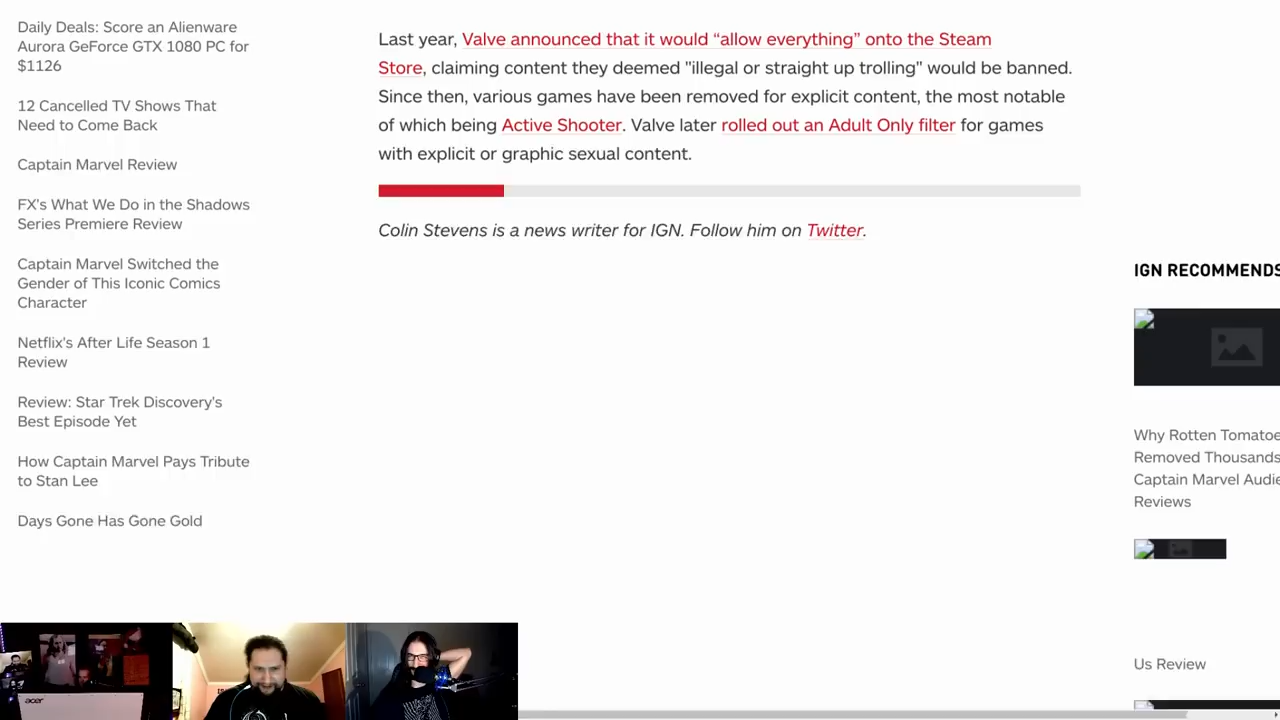 Daily Deals: Score an Alienware
Aurora GeForce GTX 1080 PC for
$1126
12 Cancelled TV Shows That
Need to Come Back
Captain Marvel Review
FX's What We Do in the Shadows
Series Premiere Review
Captain Marvel Switched the
Gender of This Iconic Comics
Character
Netflix's After Life Season 1
Review
Review: Star Trek Discovery's
Best Episode Yet
How Captain Marvel Pays Tribute
to Stan Lee
Days Gone Has Gone Gold
Last year, Valve announced that it would “allow everything” onto the Steam
Store, claiming content they deemed "illegal or straight up trolling" would be banned.
Since then, various games have been removed for explicit content, the most notable
of which being Active Shooter. Valve later rolled out an Adult Only filter for games
with explicit or graphic sexual content.
Colin Stevens is a news writer for IGN. Follow him on Twitter.
IGN RECOMMENDS
Why Rotten Tomatoe
Removed Thousands
Captain Marvel Audie
Reviews
Us Review
acer